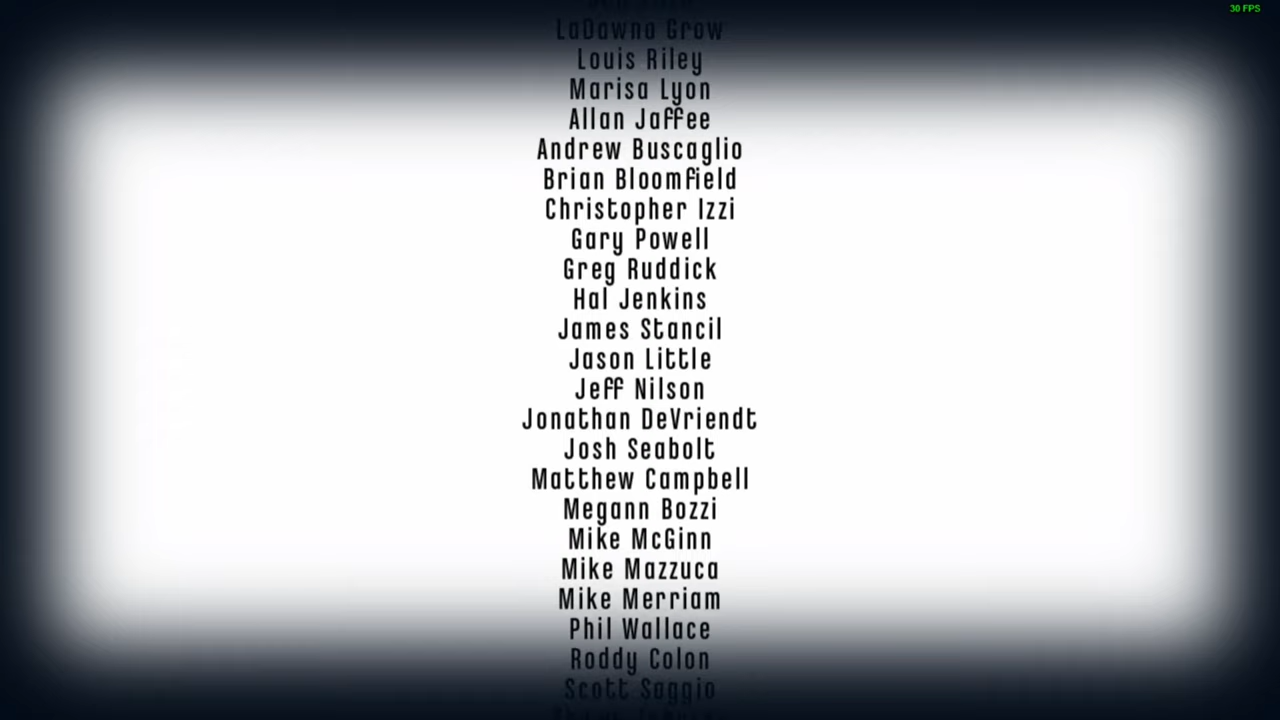 30 FPS
LaDawna Grow
Louis Riley
Marisa Lyon
Allan Jaffee
Andrew Buscaglio
Brian Bloomfield
Christopher Izzi
Gary Powell
Greg Ruddick
Hal Jenkins
James Stancil
Jason Little
Jeff Nilson
Jonathan DeVriendt
Josh Seabolt
Matthew Campbell
Megann Bozzi
Mike McGinn
Mike Mazzuca
Mike Merriam
Phil Wallace
Roddy Colon
Scott Saggio